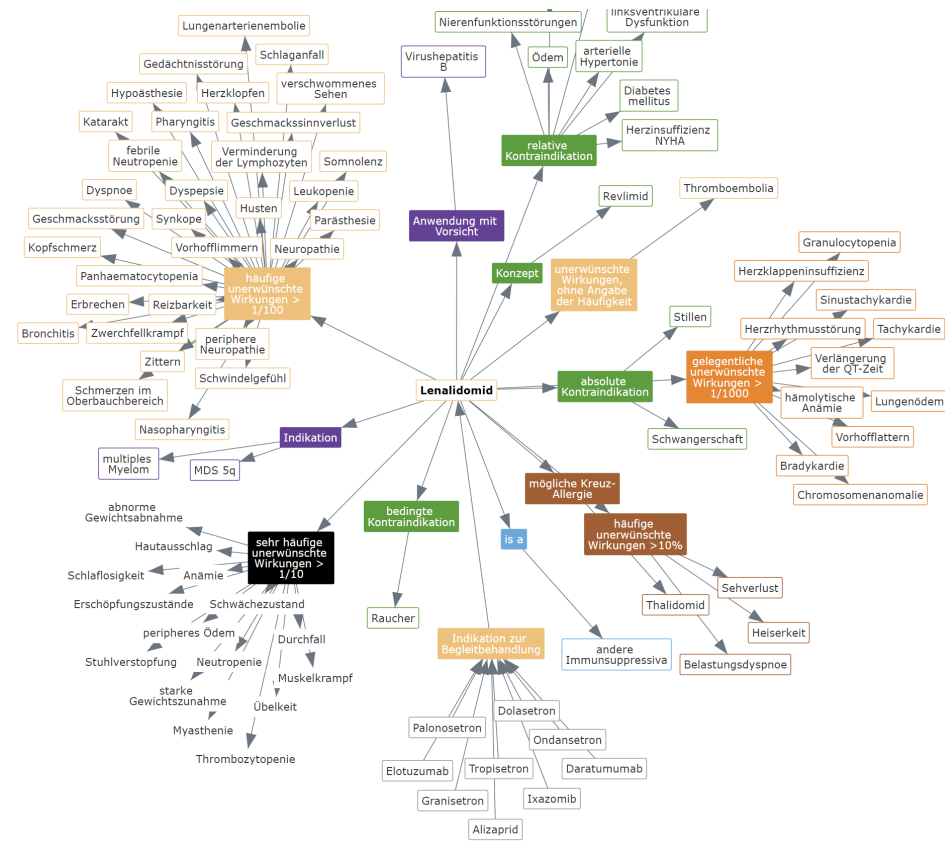 linksventrikuläre
Dysfunktion
Nierenfunktionsstörungen
Lungenarterienembolie
Schlaganfall
Virushepatitis
B
Ödem
arterielle
Hypertonie
Gedächtnisstörung
verschwommenes
Sehen
Hypoästhesie
Herzklopfen
Diabetes
mellitus
Katarakt
Pharyngitis
Geschmackssinnverlust
Herzinsuffizienz
NYHA
relative
Kontraindikation
febrile
Neutropenie
Verminderung
der Lymphozyten
Somnolenz
Dyspnoe
Dyspepsie
Leukopenie
Revlimid
Thromboembolia
Husten
Geschmacksstörung
Synkope
Parästhesie
Anwendung mit
Vorsicht
Kopfschmerz
Vorhofflimmern
Neuropathie
Granulocytopenia
Panhaematocytopenia
häufige
unerwünschte
Wirkungen >
1/100
Konzept
unerwünschte
Wirkungen,
ohne Angabe
der Häufigkeit
Herzklappeninsuffizienz
Erbrechen
Reizbarkeit
Sinustachykardie
Bronchitis
Zwerchfellkrampf
periphere
Neuropathie
Stillen
Herzrhythmusstörung
Tachykardie
Zittern
Schwindelgefühl
gelegentliche
unerwünschte
Wirkungen >
1/1000
Verlängerung
der QT-Zeit
Schmerzen im
Oberbauchbereich
Lenalidomid
absolute
Kontraindikation
hämolytische
Anämie
Lungenödem
Nasopharyngitis
Indikation
Schwangerschaft
Vorhofflattern
multiples
Myelom
MDS 5q
Bradykardie
mögliche Kreuz-
Allergie
Chromosomenanomalie
abnorme
Gewichtsabnahme
bedingte
Kontraindikation
häufige
unerwünschte
Wirkungen >10%
Hautausschlag
sehr häufige
unerwünschte
Wirkungen >
1/10
is a
Schlaflosigkeit
Anämie
Sehverlust
Erschöpfungszustände
Schwächezustand
Thalidomid
Raucher
peripheres Ödem
Durchfall
Heiserkeit
Indikation zur
Begleitbehandlung
andere
Immunsuppressiva
Stuhlverstopfung
Neutropenie
Belastungsdyspnoe
Muskelkrampf
starke
Gewichtszunahme
Übelkeit
Dolasetron
Myasthenie
Palonosetron
Ondansetron
Thrombozytopenie
Elotuzumab
Tropisetron
Daratumumab
Granisetron
Ixazomib
Alizaprid